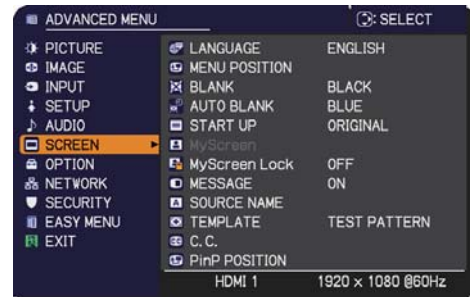 ADVANCED MENU
: SELECT
PICTURE
IMAGE
INPUT
SETUP
AUDIO
SCREEN
OPTION
NETWORK
SECURITY
EASY MENU
EXIT
LANGUAGE ENGLISH
MENU POSITION
BLANK BLACK
AUTO BLANK BLUE
START UP ORIGINAL
MyScreen
MyScreen Lock OFF
MESSAGE ON
SOURCE NAME
TEMPLATE TEST PATTERN
C. C.
PinP POSITION
HDMI 1 1920 × 1080 @60Hz